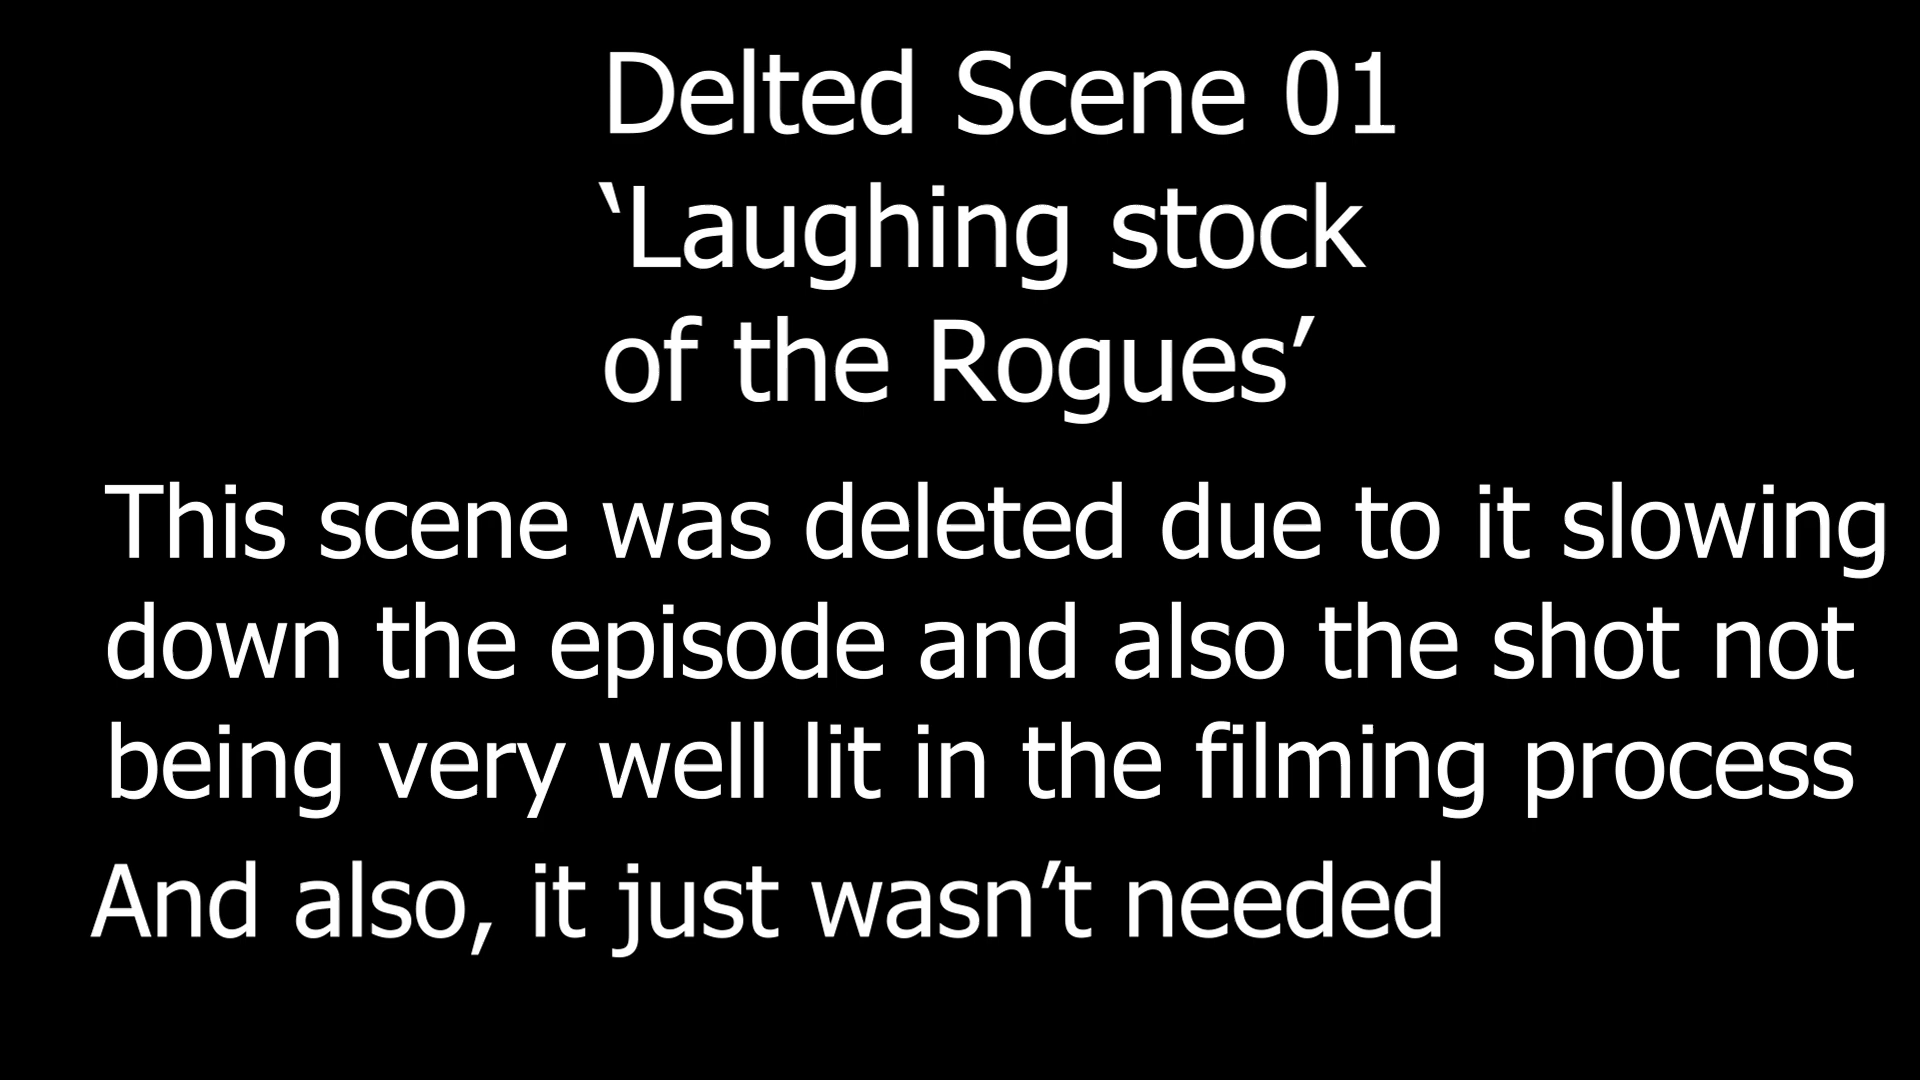 Delted Scene 01
‘Laughing stock
of the Rogues’
This scene was deleted due to it slowing
down the episode and also the shot not
being very well lit in the filming process
And also, it just wasn’t needed